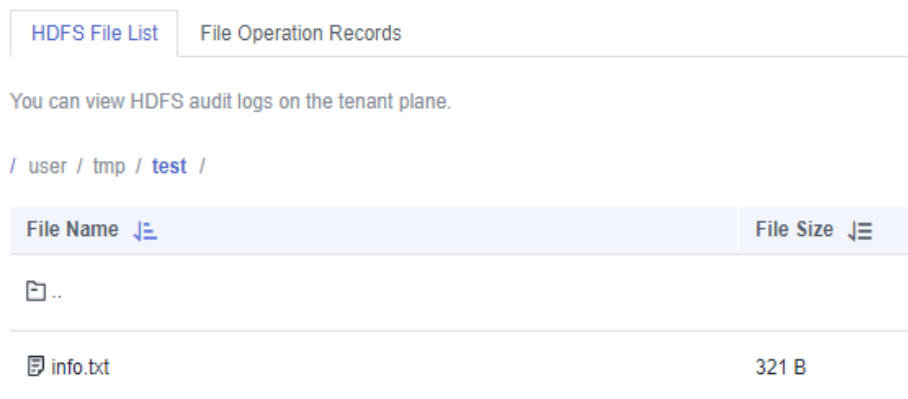 HDFS File List File Operation Records
You can view HDFS audit logs on the tenant plane.
/ user / tmp / test /
File Name File Size
..
info.txt 321 B